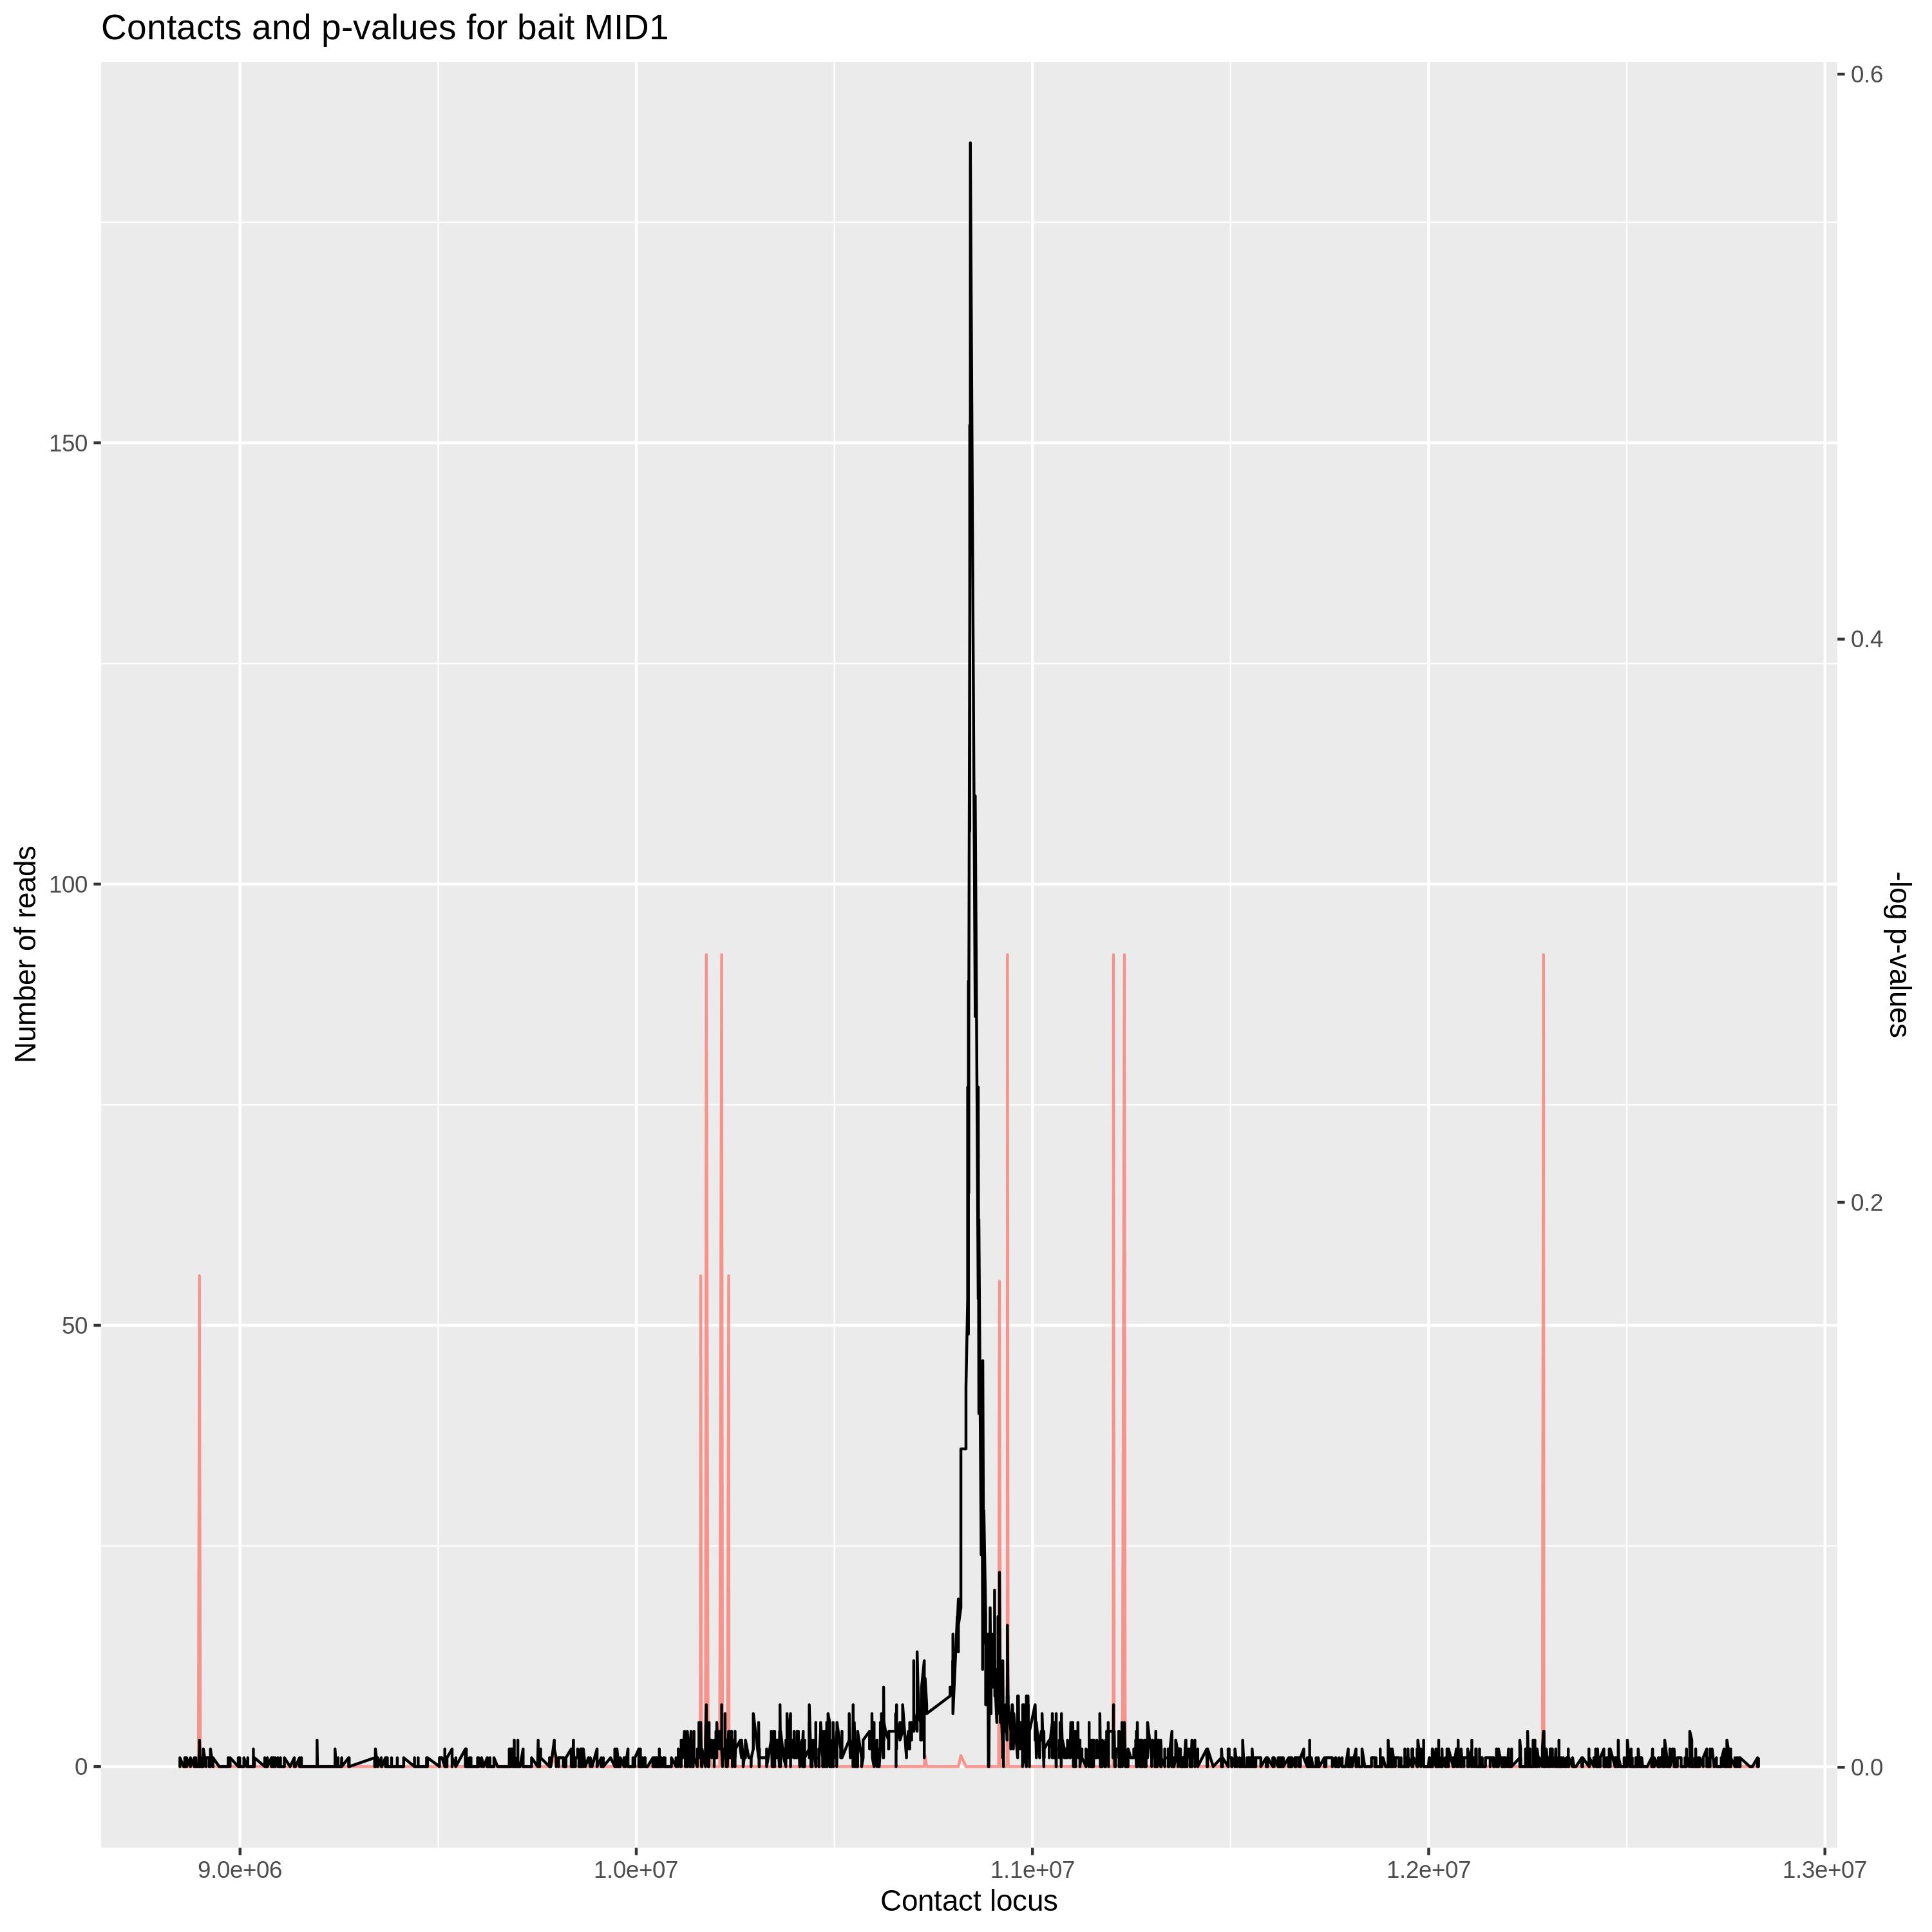 Contacts and p-values for bait MID1
0.6
150
0.4
Number of reads
100
-log p-values
0.2
50
0
0.0
9.0e+06
1.0e+07
1.1e+07
1.2e+07
1.3e+07
Contact locus